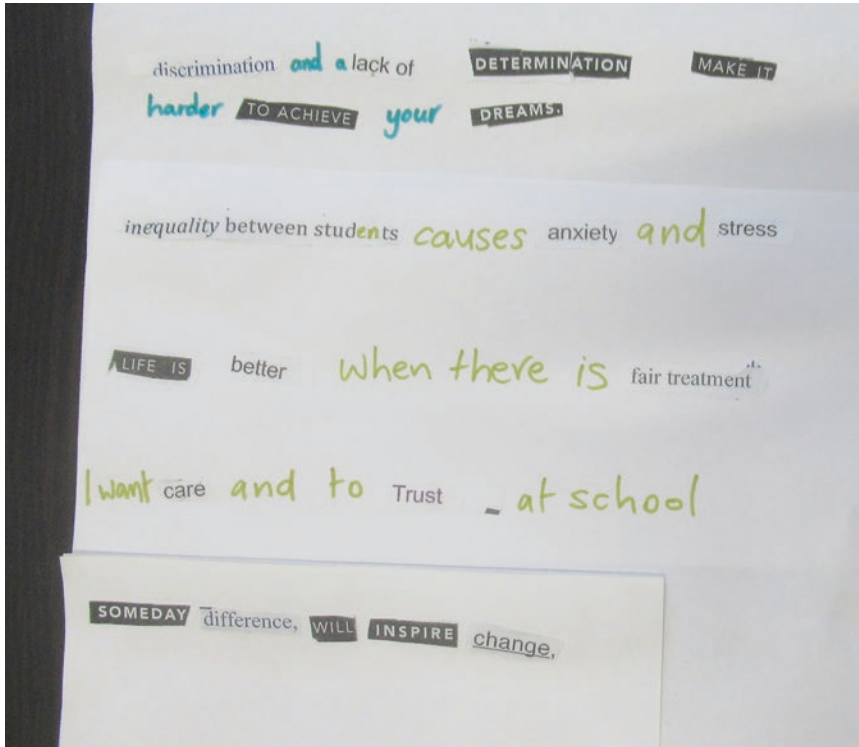 discrimination and a lack of DETERMINATION MAKE IT
harder TO ACHIEVE your DREAMS.
inequality between students causes anxiety and stress
LIFE IS better when there is fair treatment
I want care and to Trust - at school
SOMEDAY difference, WILL INSPIRE change,